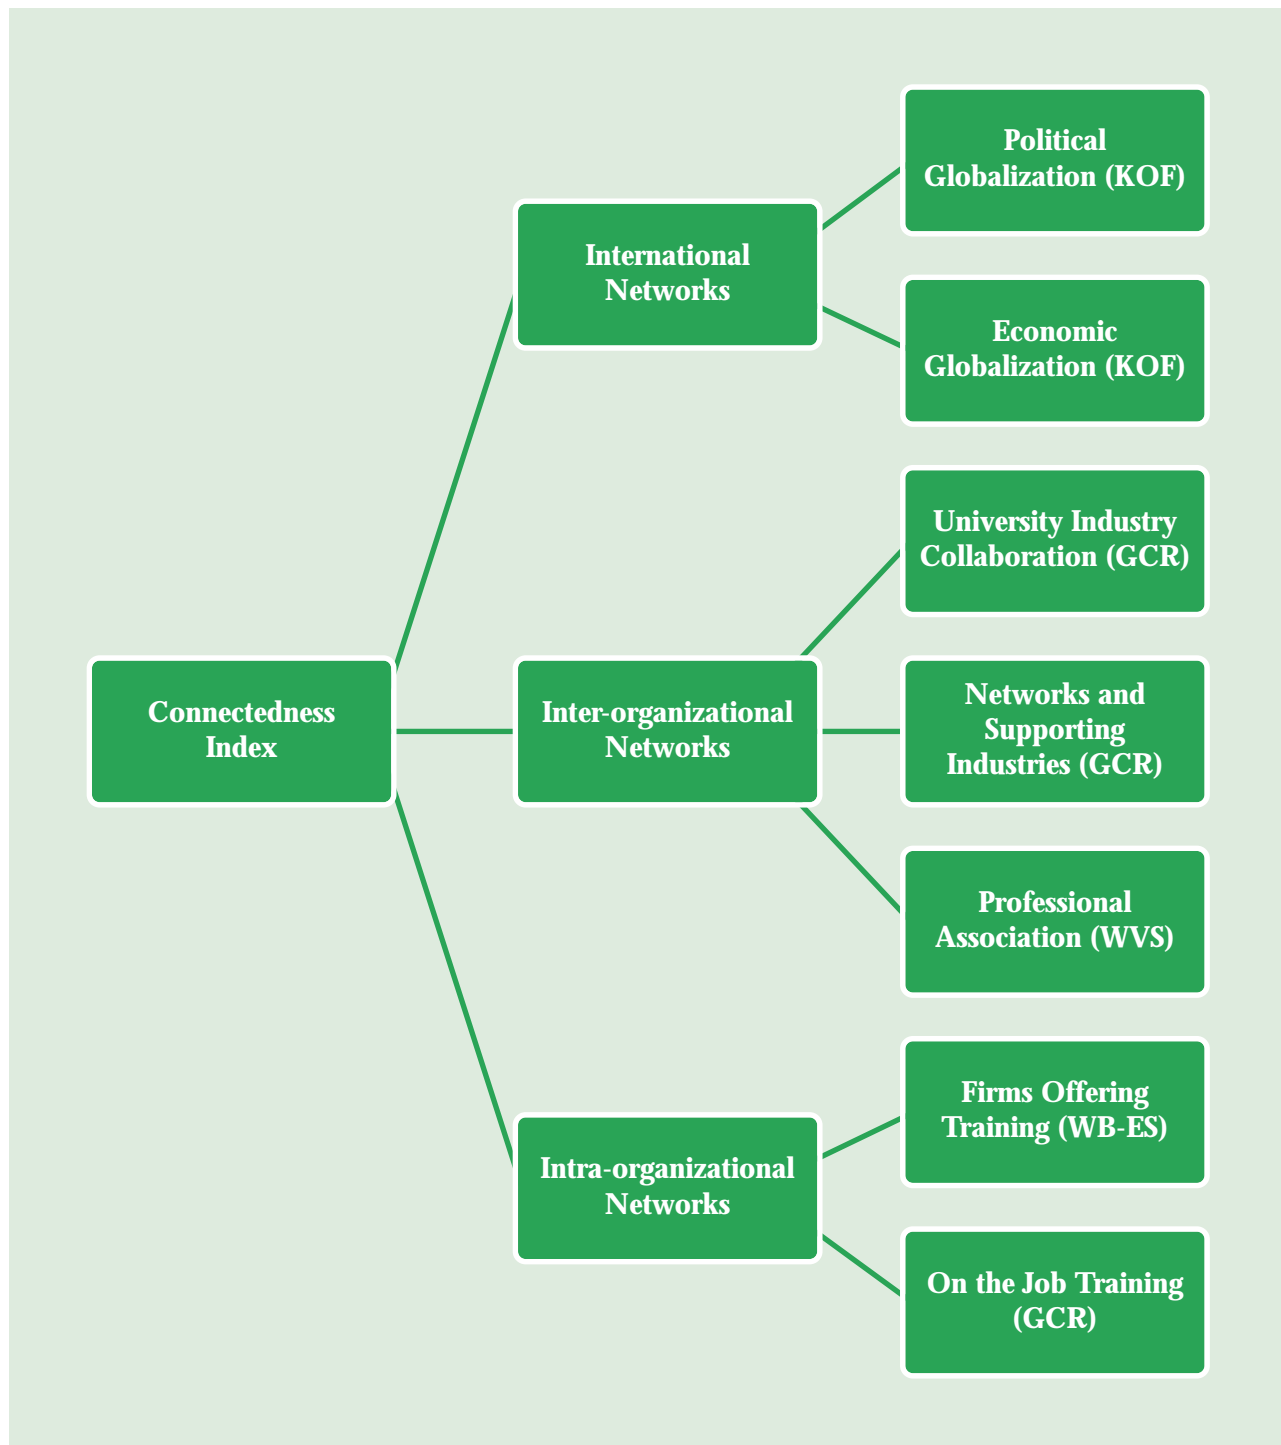 Political
Globalization (KOF)
International
Networks
Economic
Globalization (KOF)
University Industry
Collaboration (GCR)
Connectedness
Index
Inter-organizational
Networks
Networks and
Supporting
Industries (GCR)
Professional
Association (WVS)
Firms Offering
Training (WB-ES)
Intra-organizational
Networks
On the Job Training
(GCR)